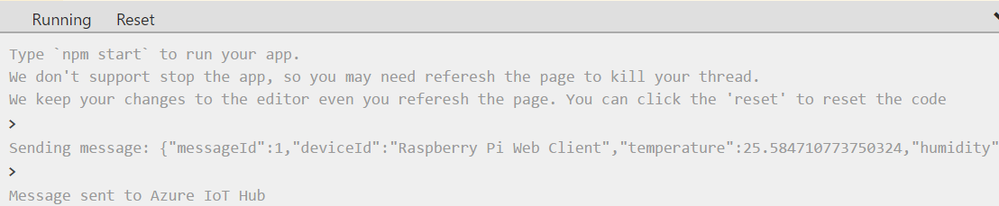 Running Reset
Type `npm start` to run your app.
We don't support stop the app, so you may need referesh the page to kill your thread.
We keep your changes to the editor even you referesh the page. You can click the 'reset' to reset the code
>
Sending message: {"messageId":1,"deviceId":"Raspberry Pi Web Client","temperature":25.584710773750324,"humidity"
>
Message sent to Azure IoT Hub